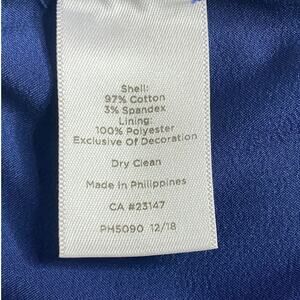 Shell:
97% Cotton
3% Spandex
Lining:
100% Polyester
Exclusive Of Decoration
Dry Clean
Made In Philippines
CA #23147
PH5090 12/18